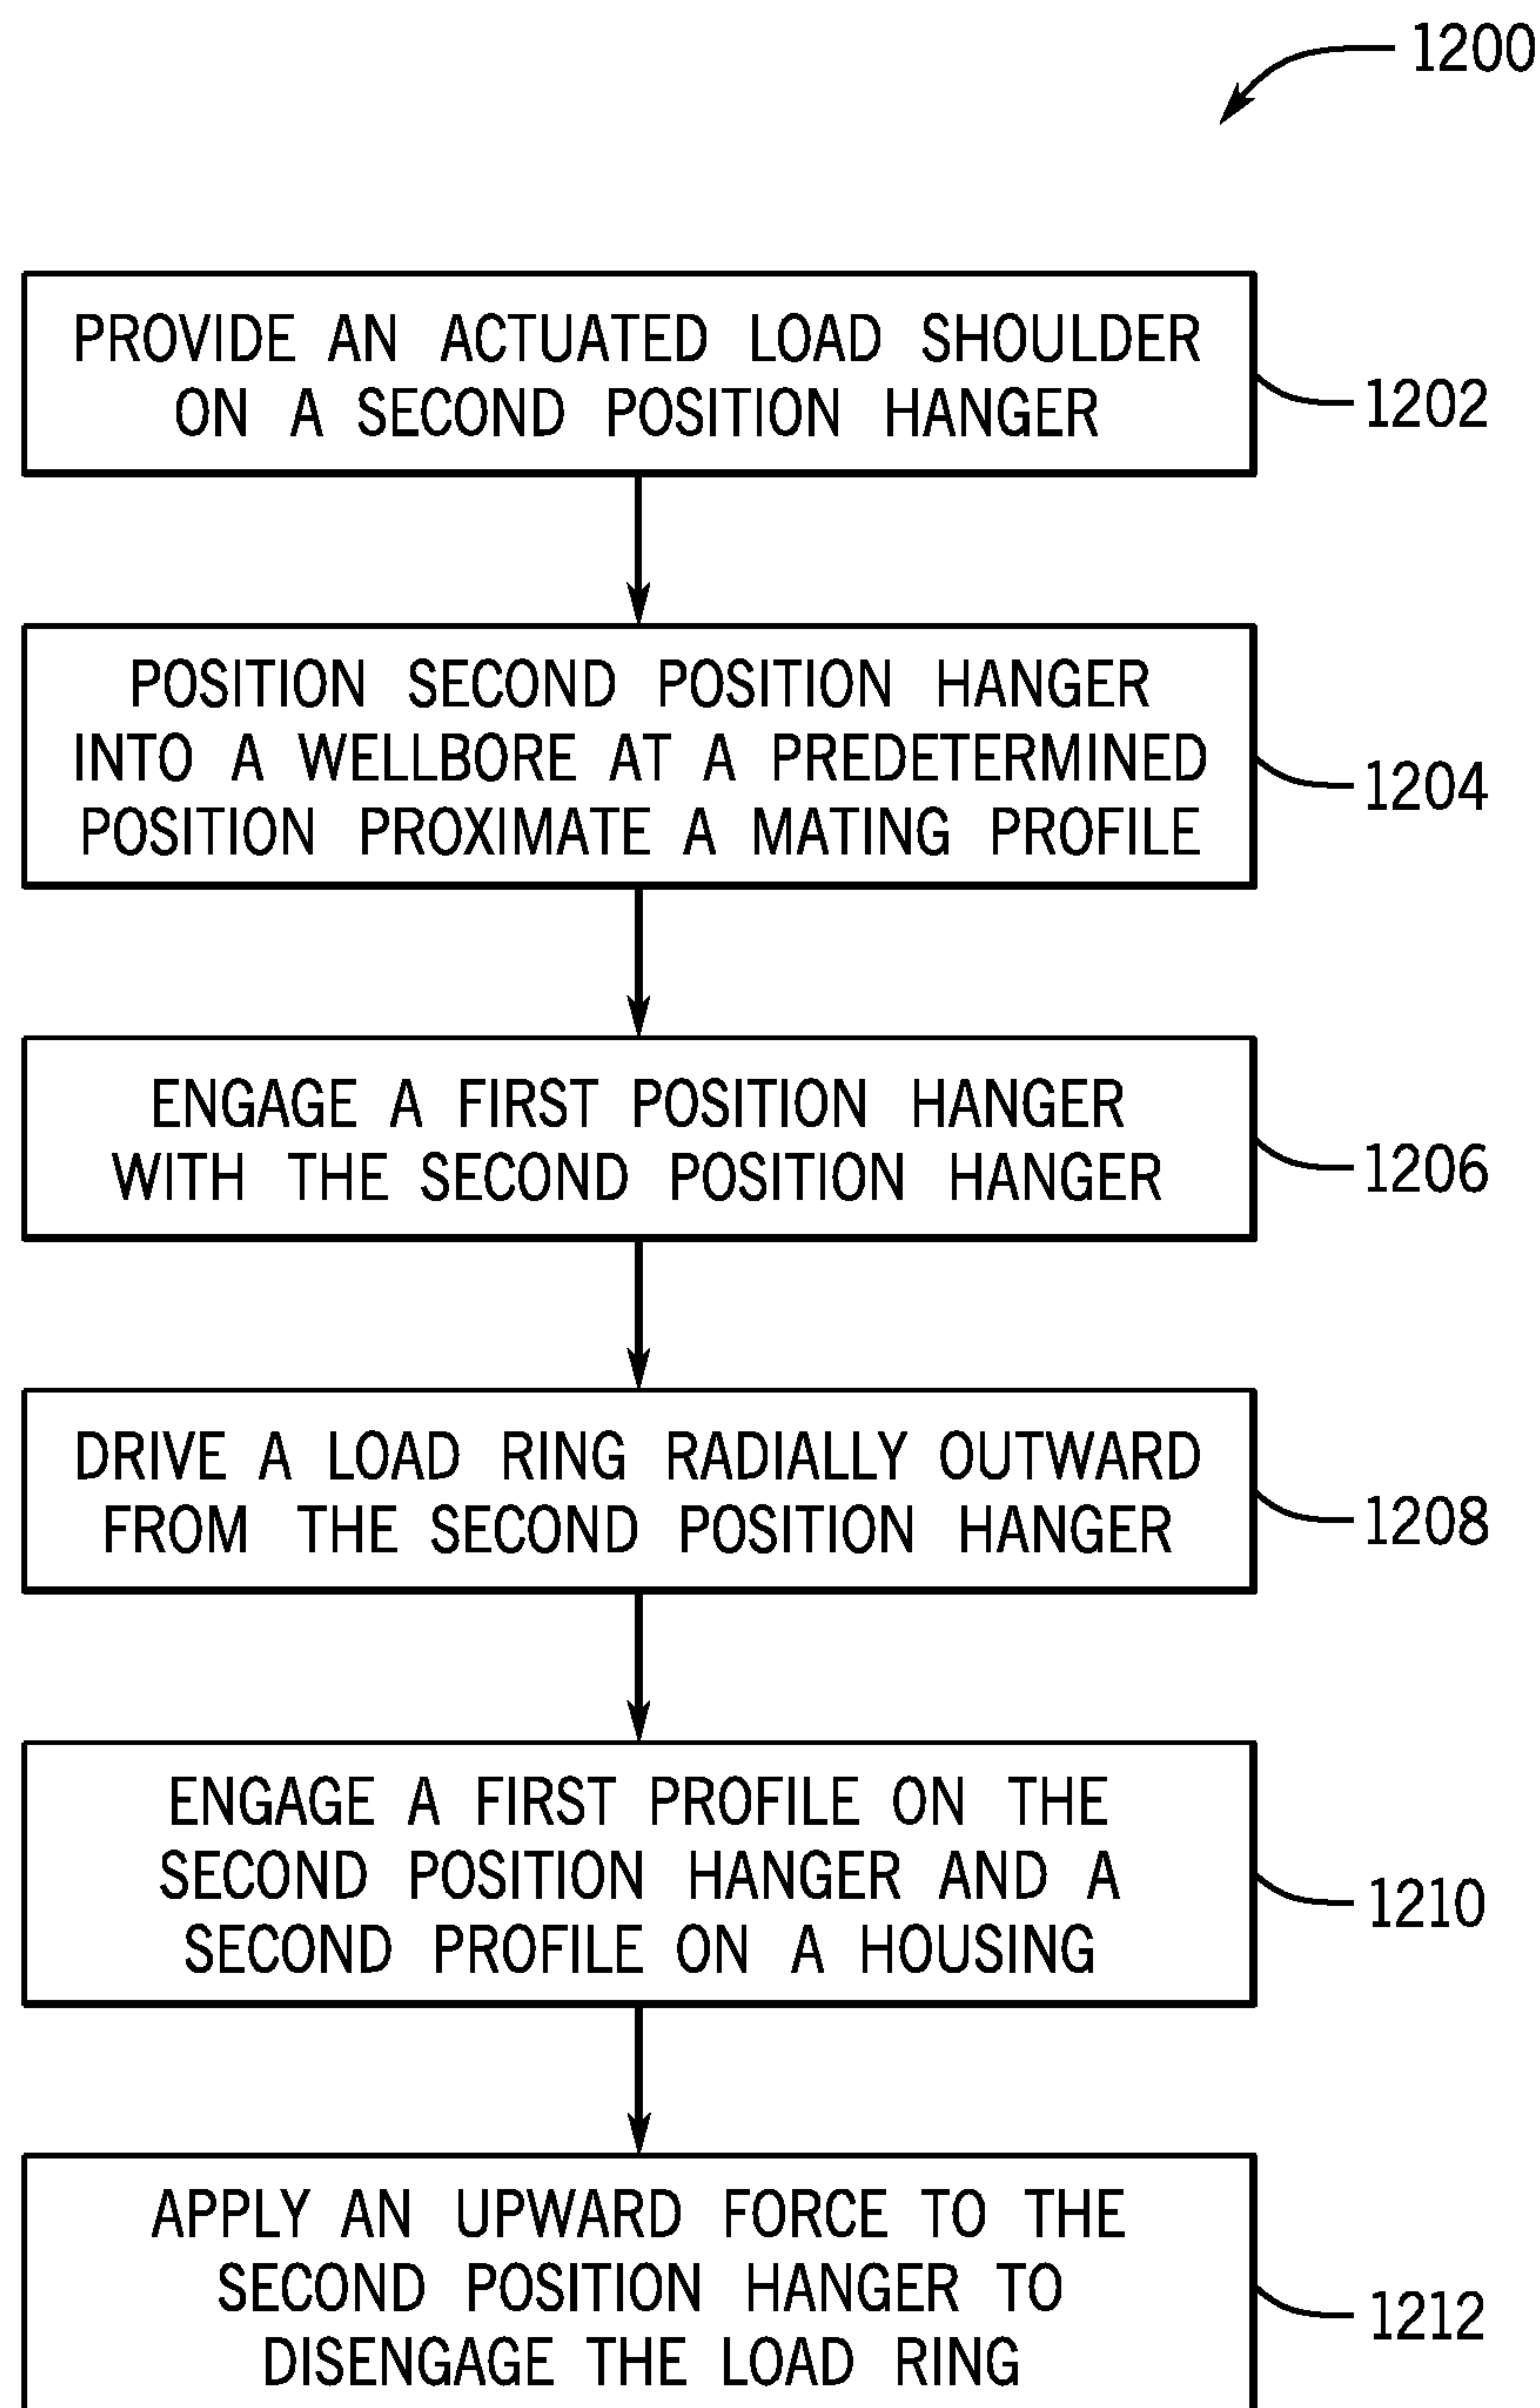 1200
PROVIDE AN ACTUATED LOAD SHOULDER
ON A SECOND POSITION HANGER
1202
POSITION SECOND POSITION HANGER
INTO A WELLBORE AT A PREDETERMINED
POSITION PROXIMATE A MATING PROFILE
1204
ENGAGE A FIRST POSITION HANGER
WITH THE SECOND POSITION HANGER
1206
DRIVE A LOAD RING RADIALLY OUTWARD
FROM THE SECOND POSITION HANGER
1208
ENGAGE A FIRST PROFILE ON THE
SECOND POSITION HANGER AND A
SECOND PROFILE ON A HOUSING
1210
APPLY AN UPWARD FORCE TO THE
SECOND POSITION HANGER TO
DISENGAGE THE LOAD RING
1212